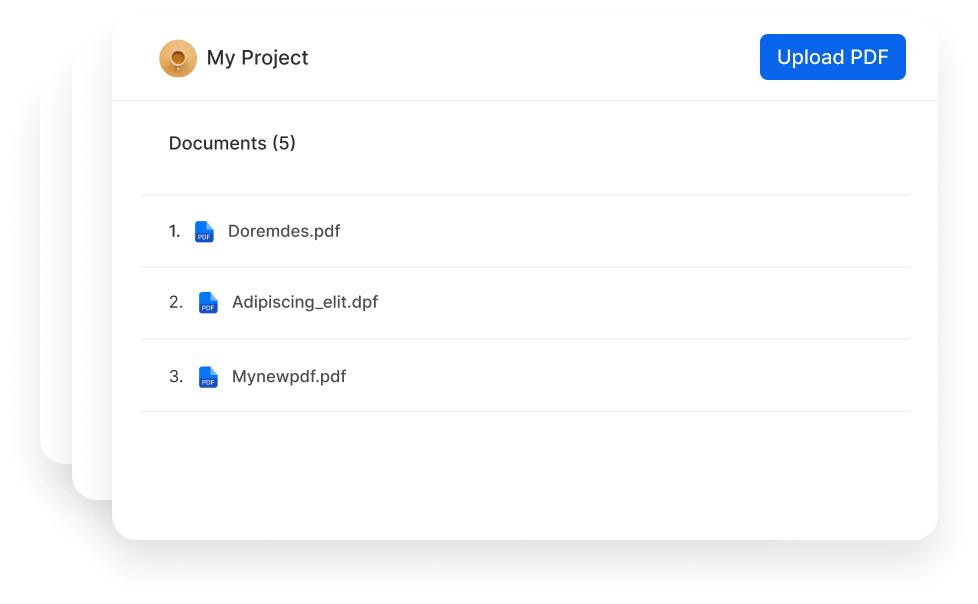 My Project
Upload PDF
Documents (5)
1. PDF Doremdes.pdf
2. PDF Adipiscing_elit.dpf
3. PDF Mynewpdf.pdf